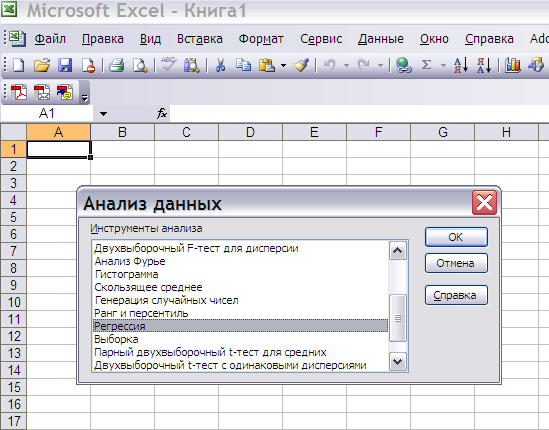 Microsoft Excel - Книга1
Файл Правка Вид Вставка Формат Сервис Данные Окно Справка Ado
A1 fx
A B C D E F G H
1
2
3
4
5
6
7
8
9
10
11
12
13
14
15
16
17
Анализ данных
Инструменты анализа
Двухвыборочный F-тест для дисперсии
Анализ Фурье
Гистограмма
Скользящее среднее
Генерация случайных чисел
Ранг и персентиль
Регрессия
Выборка
Парный двухвыборочный t-тест для средних
Двухвыборочный t-тест с одинаковыми дисперсиями
OK
Отмена
Справка